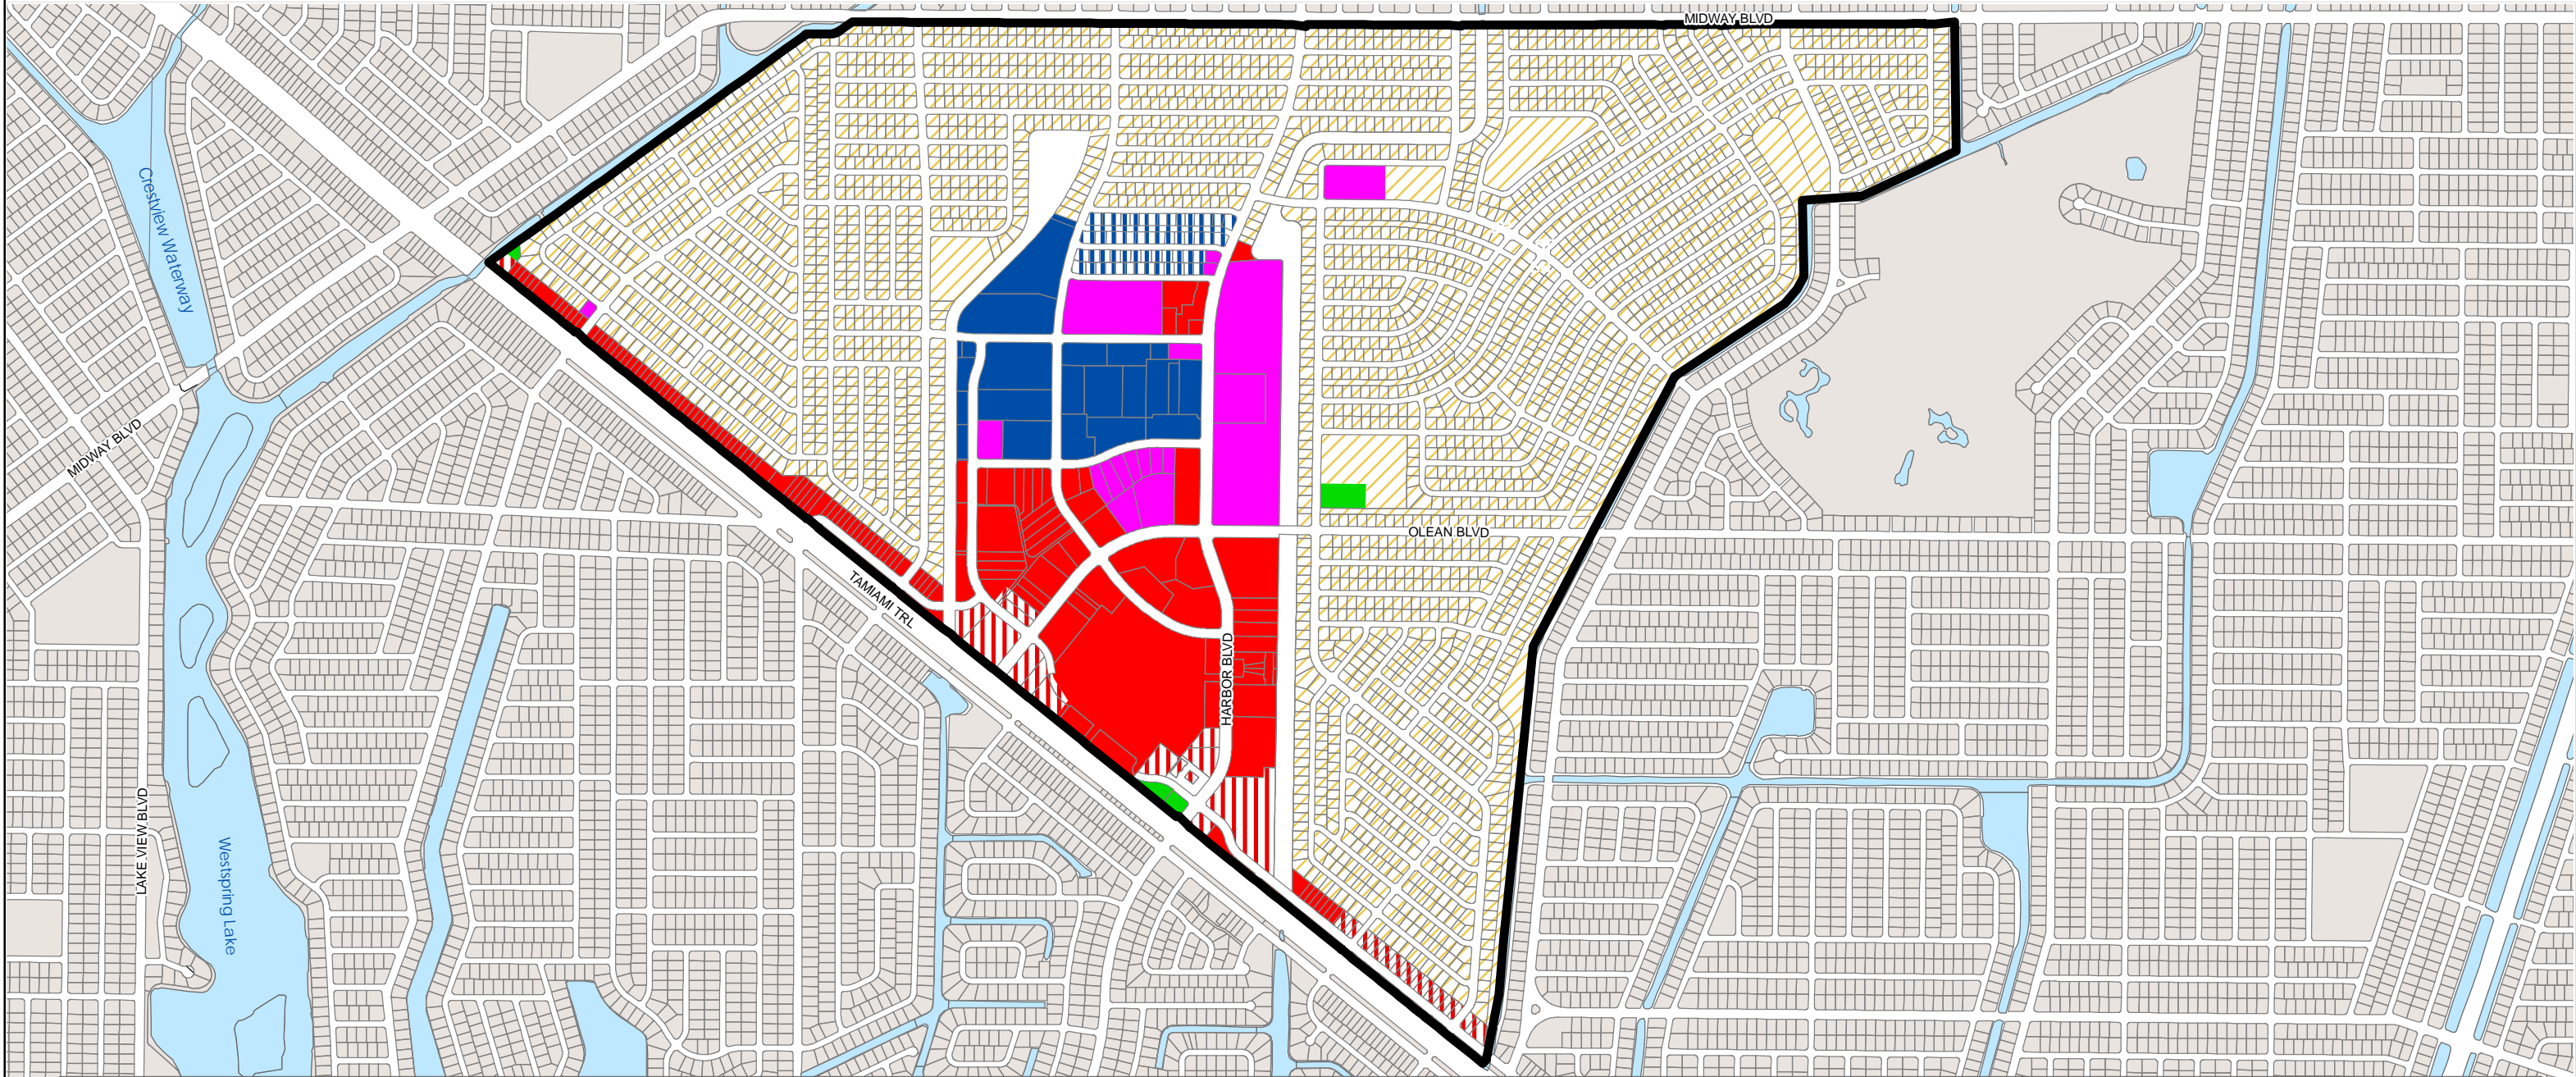 MIDWAY BLVD
Crestview Waterway
MIDWAY BLVD
OLEAN BLVD
TAMIAMI TRL
HARBOR BLVD
LAKE VIEW BLVD
Westspring Lake